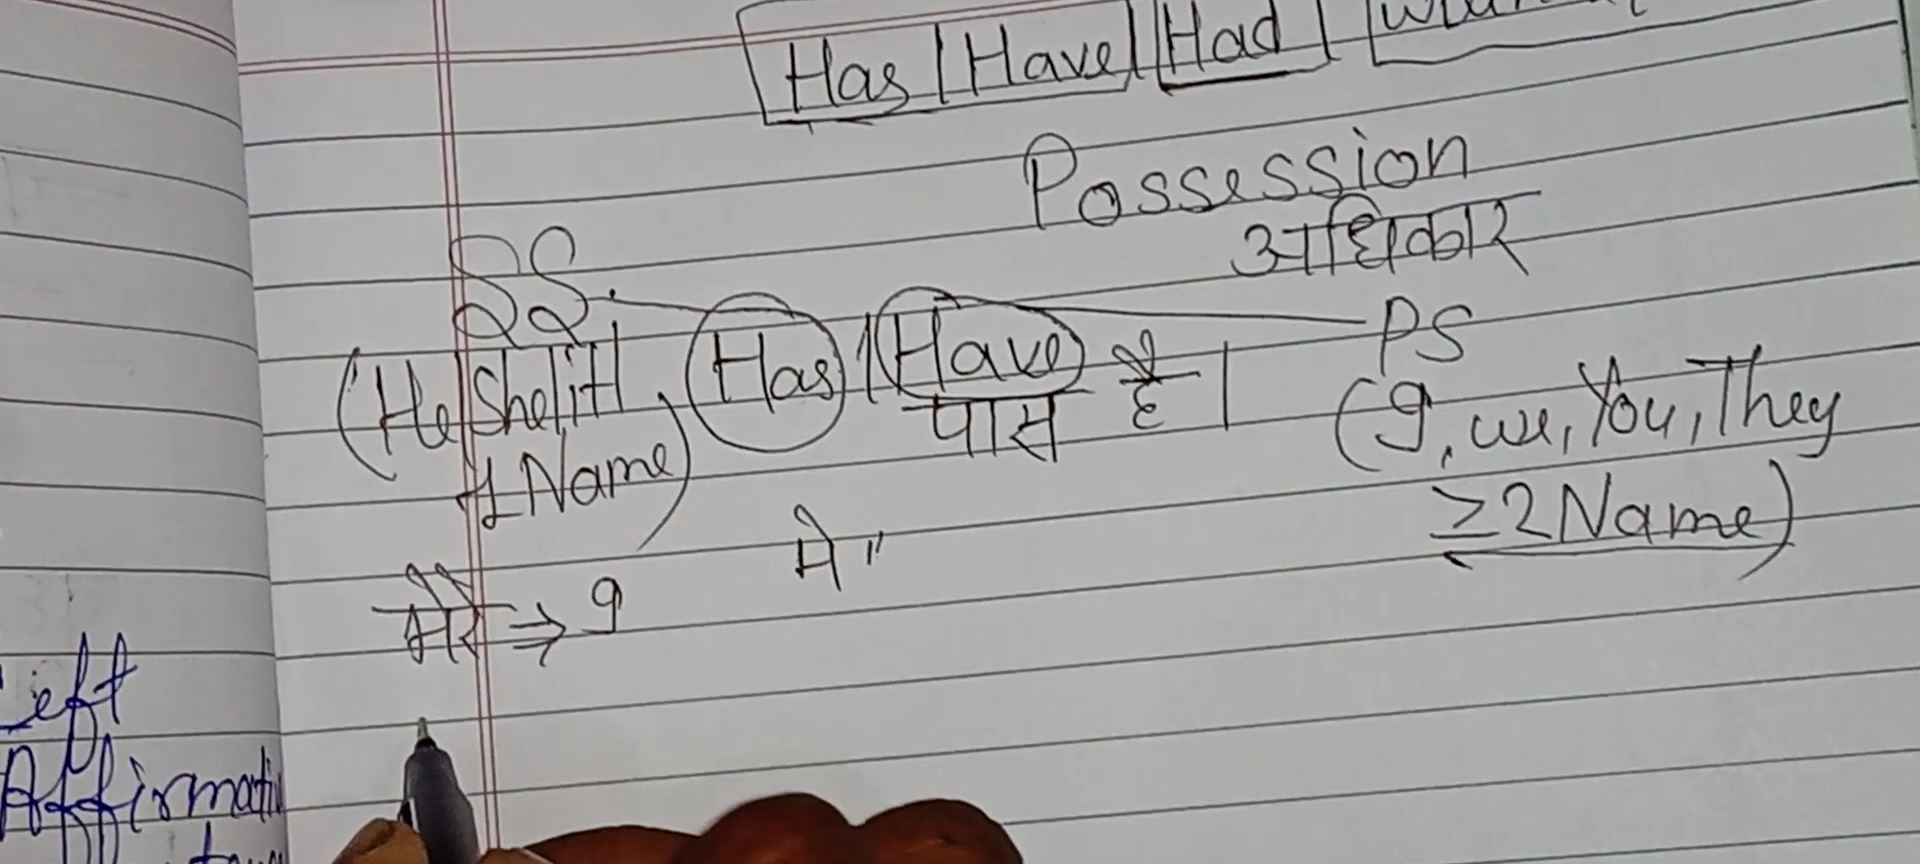 Has | Have | Had
Possession
अधिकार
SS. PS
(He/She/it/ Has | Have है।
1 Name) पास
(I, we, You, They
≥2 Name)
मेरे ⇒ I
मे "
Left
Affirmati